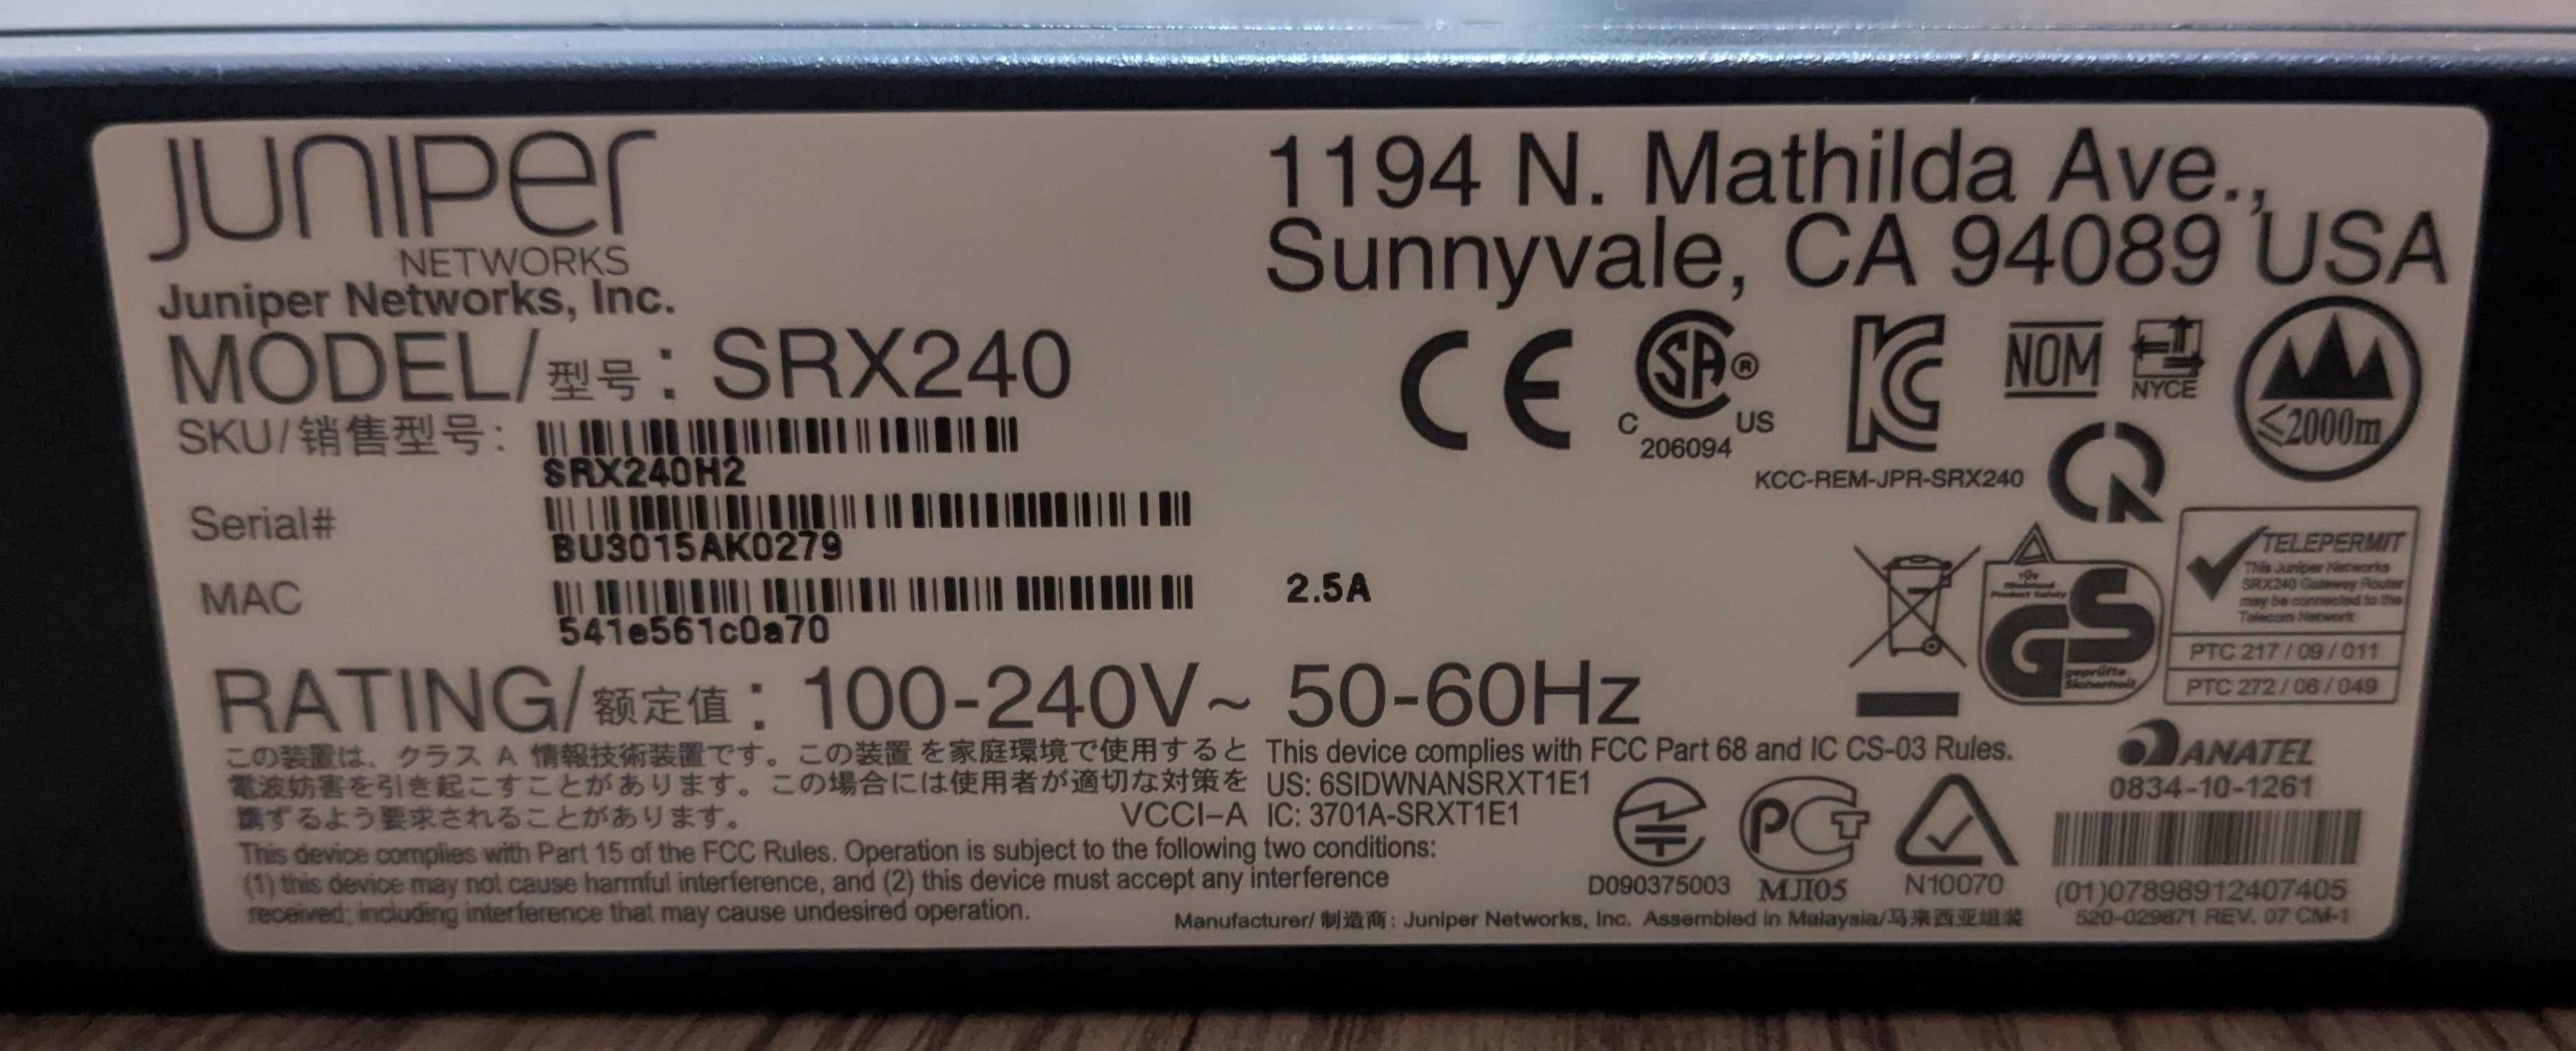 JUNIPer
NETWORKS
Juniper Networks, Inc.
1194 N. Mathilda Ave.,
Sunnyvale, CA 94089 USA
MODEL/型号: SRX240
SKU/销售型号:
SRX240H2
Serial#
BU3015AK0279
MAC
541e561c0a70
2.5A
RATING/额定值: 100-240V~ 50-60Hz
CE
SA®
C US
206094
KC
KCC-REM-JPR-SRX240
NOM
NYCE
≤2000m
TÜV
Rheinland
Product Safety
GS
geprüfte
Sicherheit
TELEPERMIT
This Juniper Networks
SRX240 Gateway Router
may be connected to the
Telecom Network
PTC 217 / 09 / 011
PTC 272 / 06 / 049
この装置は、クラス A 情報技術装置です。この装置を家庭環境で使用すると
電波妨害を引き起こすことがあります。この場合には使用者が適切な対策を
講ずるよう要求されることがあります。
VCCI-A
This device complies with FCC Part 68 and IC CS-03 Rules.
US: 6SIDWNANSRXT1E1
IC: 3701A-SRXT1E1
This device complies with Part 15 of the FCC Rules. Operation is subject to the following two conditions:
(1) this device may not cause harmful interference, and (2) this device must accept any interference
received; including interference that may cause undesired operation.
D090375003
PCT
MJI05
N10070
ANATEL
0834-10-1261
(01)07898912407405
520-029871 REV. 07 CM-1
Manufacturer/ 制造商: Juniper Networks, Inc. Assembled in Malaysia/马来西亚组装